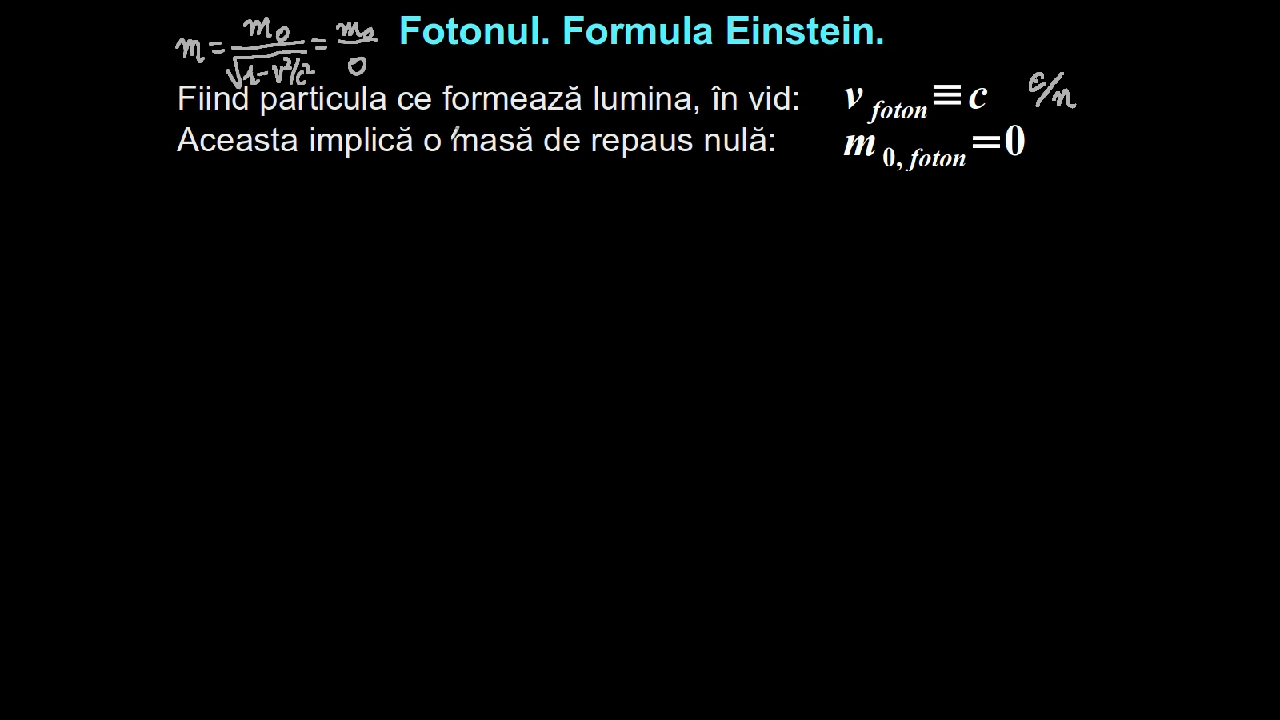 m = m₀/√1-v²/c² = m₀/0
Fotonul. Formula Einstein.
Fiind particula ce formează lumina, în vid: v foton ≡ c c/n
Aceasta implică o masă de repaus nulă: m 0, foton = 0